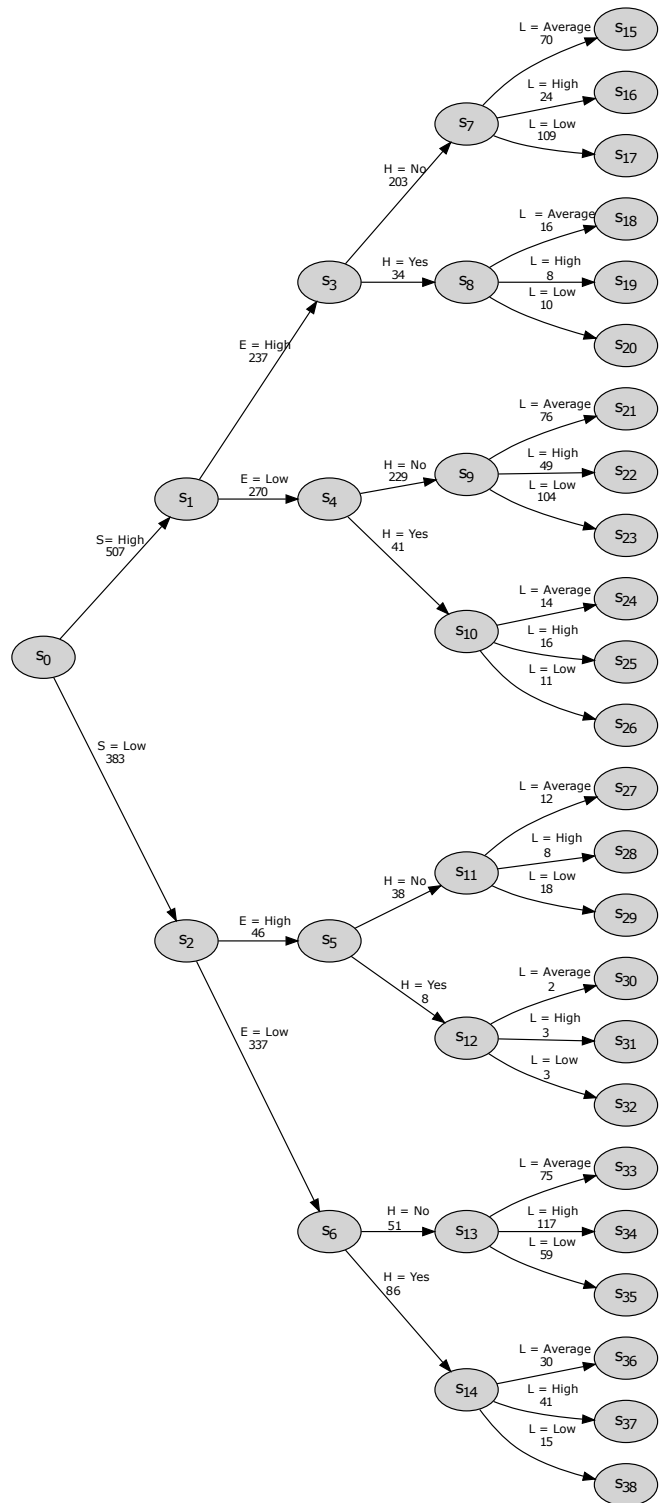 L = Average
70
s15
L = High
24
s16
s7
L = Low
109
s17
H = No
203
L = Average
16
s18
H = Yes
34
L = High
8
s3
s8
s19
L = Low
10
s20
E = High
237
L = Average
76
s21
H = No
229
L = High
49
s9
s22
E = Low
270
L = Low
104
s1
s4
s23
S= High
507
H = Yes
41
L = Average
14
s24
s10
L = High
16
s25
s0
L = Low
11
s26
S = Low
383
L = Average
12
s27
L = High
8
s28
H = No
38
s11
L = Low
18
s29
E = High
46
s2
s5
L = Average
2
s30
H = Yes
8
L = High
3
s12
s31
E = Low
337
L = Low
3
s32
L = Average
75
s33
H = No
51
L = High
117
s6
s13
s34
L = Low
59
s35
H = Yes
86
L = Average
30
s36
s14
L = High
41
s37
L = Low
15
s38